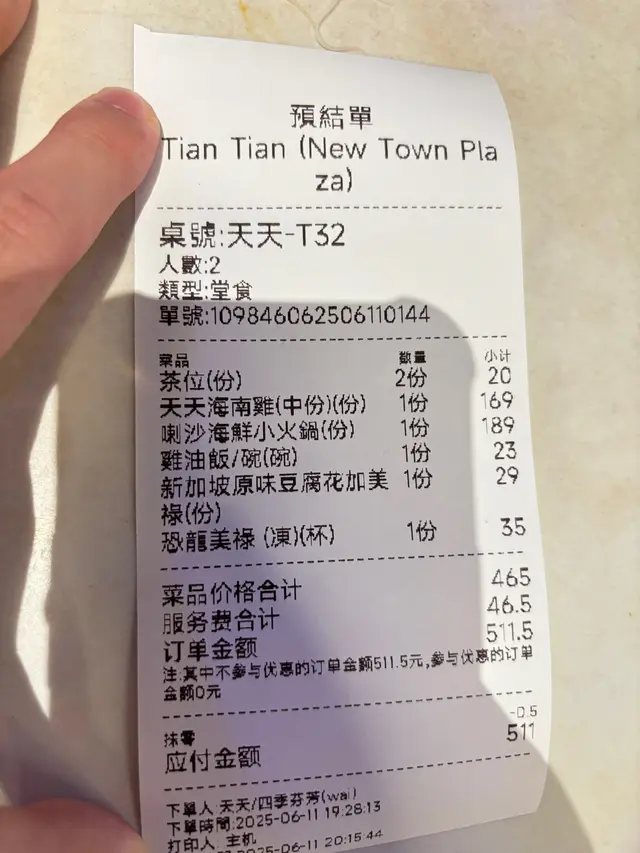 預結單
Tian Tian (New Town Pla
za)
桌號:天天-T32
人數:2
類型:堂食
單號:109846062506110144
菜品 数量 小计
茶位(份) 2份 20
天天海南雞(中份)(份) 1份 169
喇沙海鮮小火鍋(份) 1份 189
雞油飯/碗(碗) 1份 23
新加坡原味豆腐花加美 1份 29
祿(份)
恐龍美祿 (凍)(杯) 1份 35
菜品价格合计 465
服务费合计 46.5
订单金额 511.5
注:其中不参与优惠的订单金额511.5元,参与优惠的订单
金额0元
抹零 -0.5
应付金额 511
下單人:天天/四季芬芳(wai)
下單時間:2025-06-11 19:28:13
打印人: 主机
2025-06-11 20:15:44